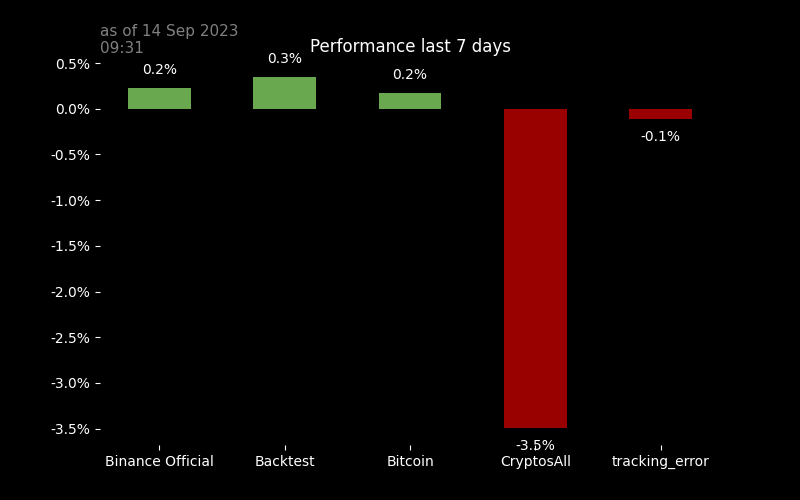 as of 14 Sep 2023
09:31
Performance last 7 days
0.5%
0.0%
-0.5%
-1.0%
-1.5%
-2.0%
-2.5%
-3.0%
-3.5%
0.2%
0.3%
0.2%
-3.5%
-0.1%
Binance Official
Backtest
Bitcoin
CryptosAll
tracking_error